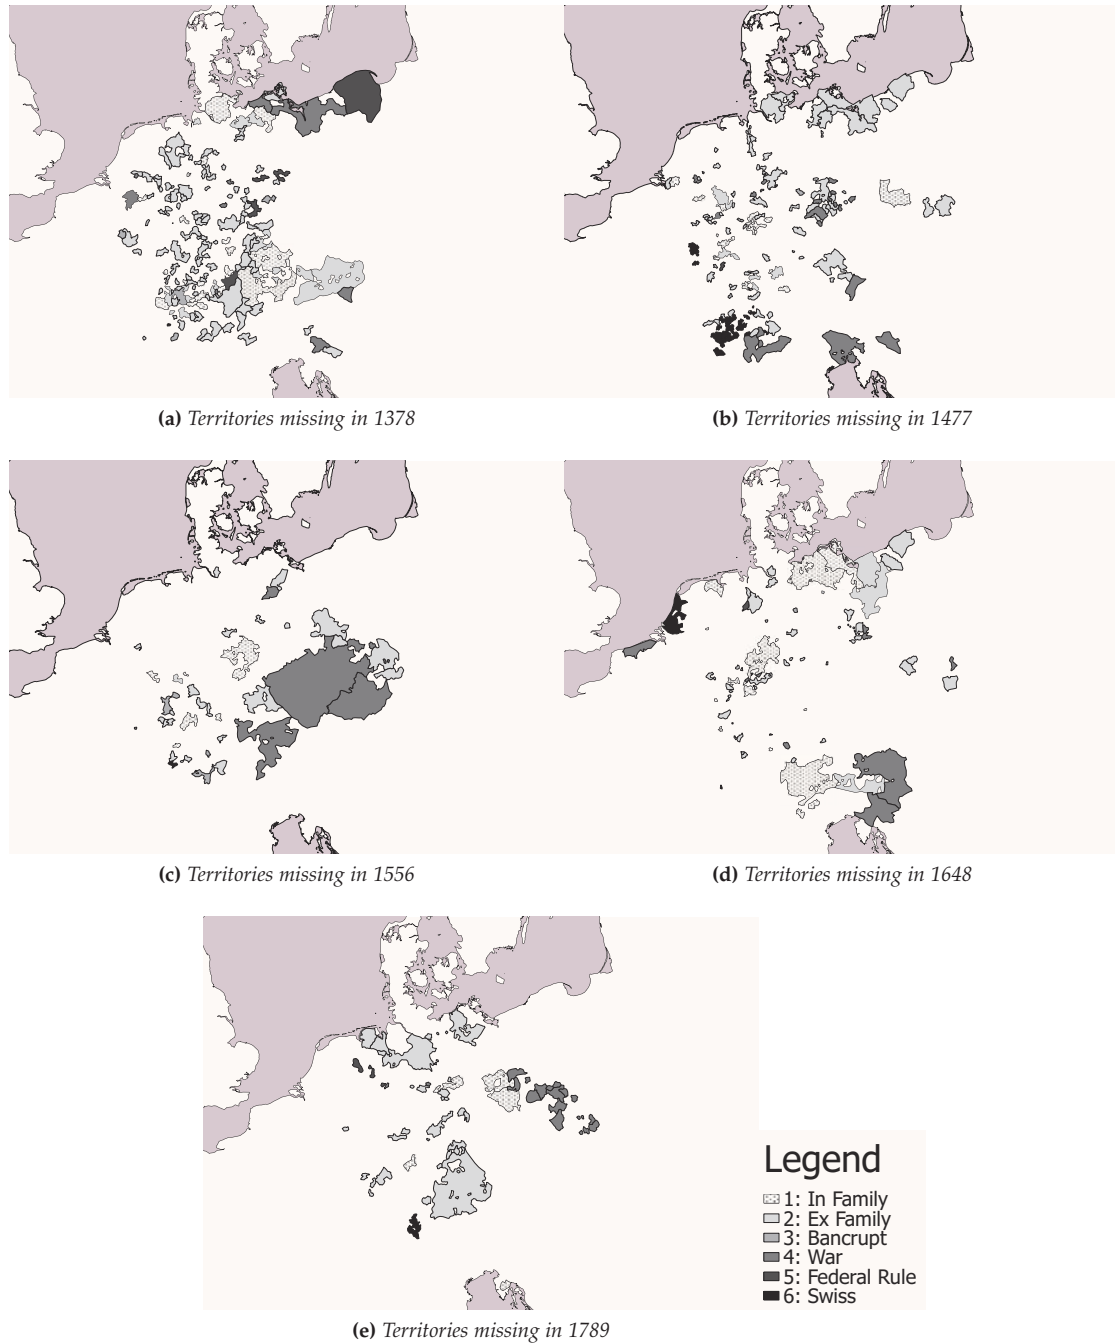 (a) Territories missing in 1378
(b) Territories missing in 1477
(c) Territories missing in 1556
(d) Territories missing in 1648
Legend
1: In Family
2: Ex Family
3: Bancrupt
4: War
5: Federal Rule
6: Swiss
(e) Territories missing in 1789